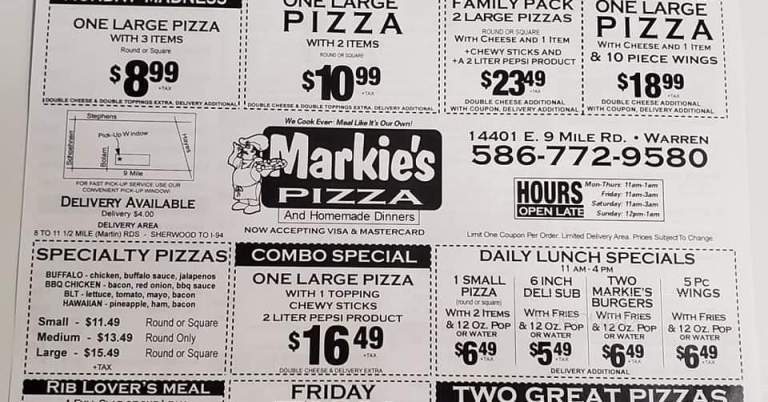 MONDAY MADNESS
ONE LARGE PIZZA
WITH 3 ITEMS
Round or Square
$8.99
+TAX
DOUBLE CHEESE & DOUBLE TOPPINGS EXTRA, DELIVERY ADDITIONAL
ONE LARGE
PIZZA
WITH 2 ITEMS
ROUND OR SQUARE
$10.99
+TAX
DOUBLE CHEESE & DOUBLE TOPPINGS EXTRA, DELIVERY ADDITIONAL
FAMILY PACK
2 LARGE PIZZAS
ROUND OR SQUARE
WITH CHEESE AND 1 ITEM
+CHEWY STICKS AND
+A 2 LITER PEPSI PRODUCT
$23.49
+TAX
DOUBLE CHEESE ADDITIONAL
WITH COUPON, DELIVERY ADDITIONAL
ONE LARGE
PIZZA
WITH CHEESE AND 1 ITEM
& 10 PIECE WINGS
$18.99
+TAX
DOUBLE CHEESE ADDITIONAL
WITH COUPON, DELIVERY ADDITIONAL
Stephens
Pick-Up Window
Schoenherr
Bolam
Hayes
9 Mile
FOR FAST PICK-UP SERVICE USE OUR
CONVENIENT PICK-UP WINDOW!
DELIVERY AVAILABLE
Delivery $4.00
DELIVERY AREA
8 TO 11 1/2 MILE (Martin) RDS - SHERWOOD TO I-94
We Cook Ever Meal Like It's Our Own!
Markie's
PIZZA
And Homemade Dinners
NOW ACCEPTING VISA & MASTERCARD
14401 E. 9 MILE RD. • WARREN
586-772-9580
HOURS
OPEN LATE
Mon-Thurs: 11am-1am
Friday: 11am-3am
Saturday: 11am-3am
Sunday: 12pm-1am
Limit One Coupon Per Order. Limited Delivery Area. Prices Subject To Change.
SPECIALTY PIZZAS
BUFFALO - chicken, buffalo sauce, jalapenos
BBQ CHICKEN - bacon, red onion, bbq sauce
BLT - lettuce, tomato, mayo, bacon
HAWAIIAN - pineapple, ham, bacon
Small - $11.49 Round or Square
Medium - $13.49 Round Only
Large - $15.49 Round or Square
+TAX
COMBO SPECIAL
ONE LARGE PIZZA
WITH 1 TOPPING
CHEWY STICKS
2 LITER PEPSI PRODUCT
$16.49
+TAX
DOUBLE CHEESE & DELIVERY EXTRA
DAILY LUNCH SPECIALS
11 AM - 4 PM
1 SMALL
PIZZA
(round or square)
WITH 2 ITEMS
& 12 OZ. POP
OR WATER
$6.49
+TAX
6 INCH
DELI SUB
WITH FRIES
& 12 OZ. POP
OR WATER
$5.49
+TAX
TWO
MARKIE'S
BURGERS
WITH FRIES
& 12 OZ. POP
OR WATER
$6.49
+TAX
5 PC
WINGS
WITH FRIES
& 12 OZ. POP
OR WATER
$6.49
+TAX
DELIVERY ADDITIONAL
RIB LOVER'S MEAL
FRIDAY
TWO GREAT PIZZAS